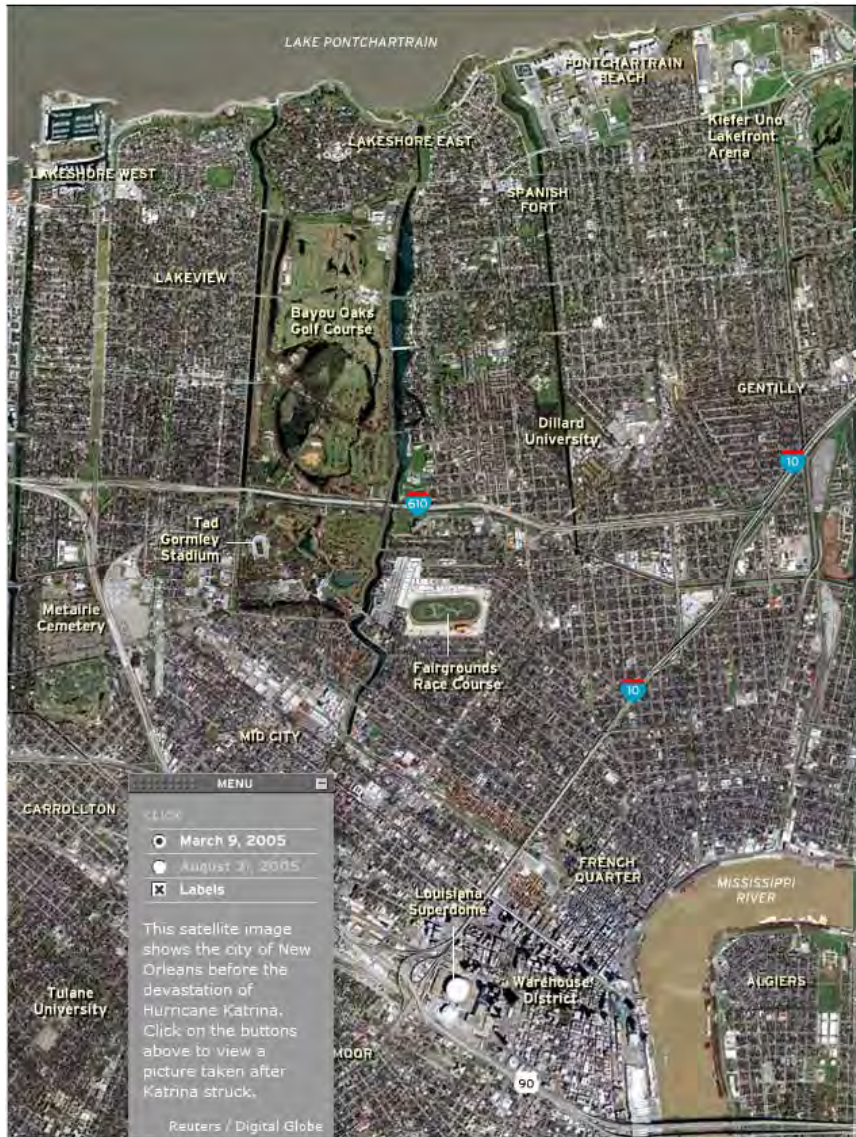 LAKE PONTCHARTRAIN
PONTCHARTRAIN
BEACH
Kiefer Uno
Lakefront
Arena
LAKESHORE EAST
LAKESHORE WEST
SPANISH
FORT
LAKEVIEW
Bayou Oaks
Golf Course
GENTILLY
Dillard
University
10
610
Tad
Gormley
Stadium
Metairie
Cemetery
Fairgrounds
Race Course
10
MID CITY
MENU
CARROLLTON
CLICK
March 9, 2005
August 31, 2005
Labels
FRENCH
QUARTER
MISSISSIPPI
RIVER
Louisiana
Superdome
This satellite image
shows the city of New
Orleans before the
devastation of
Hurricane Katrina.
Click on the buttons
above to view a
picture taken after
Katrina struck.
Reuters / Digital Globe
Warehouse
District
ALGIERS
Tulane
University
MOOR
90